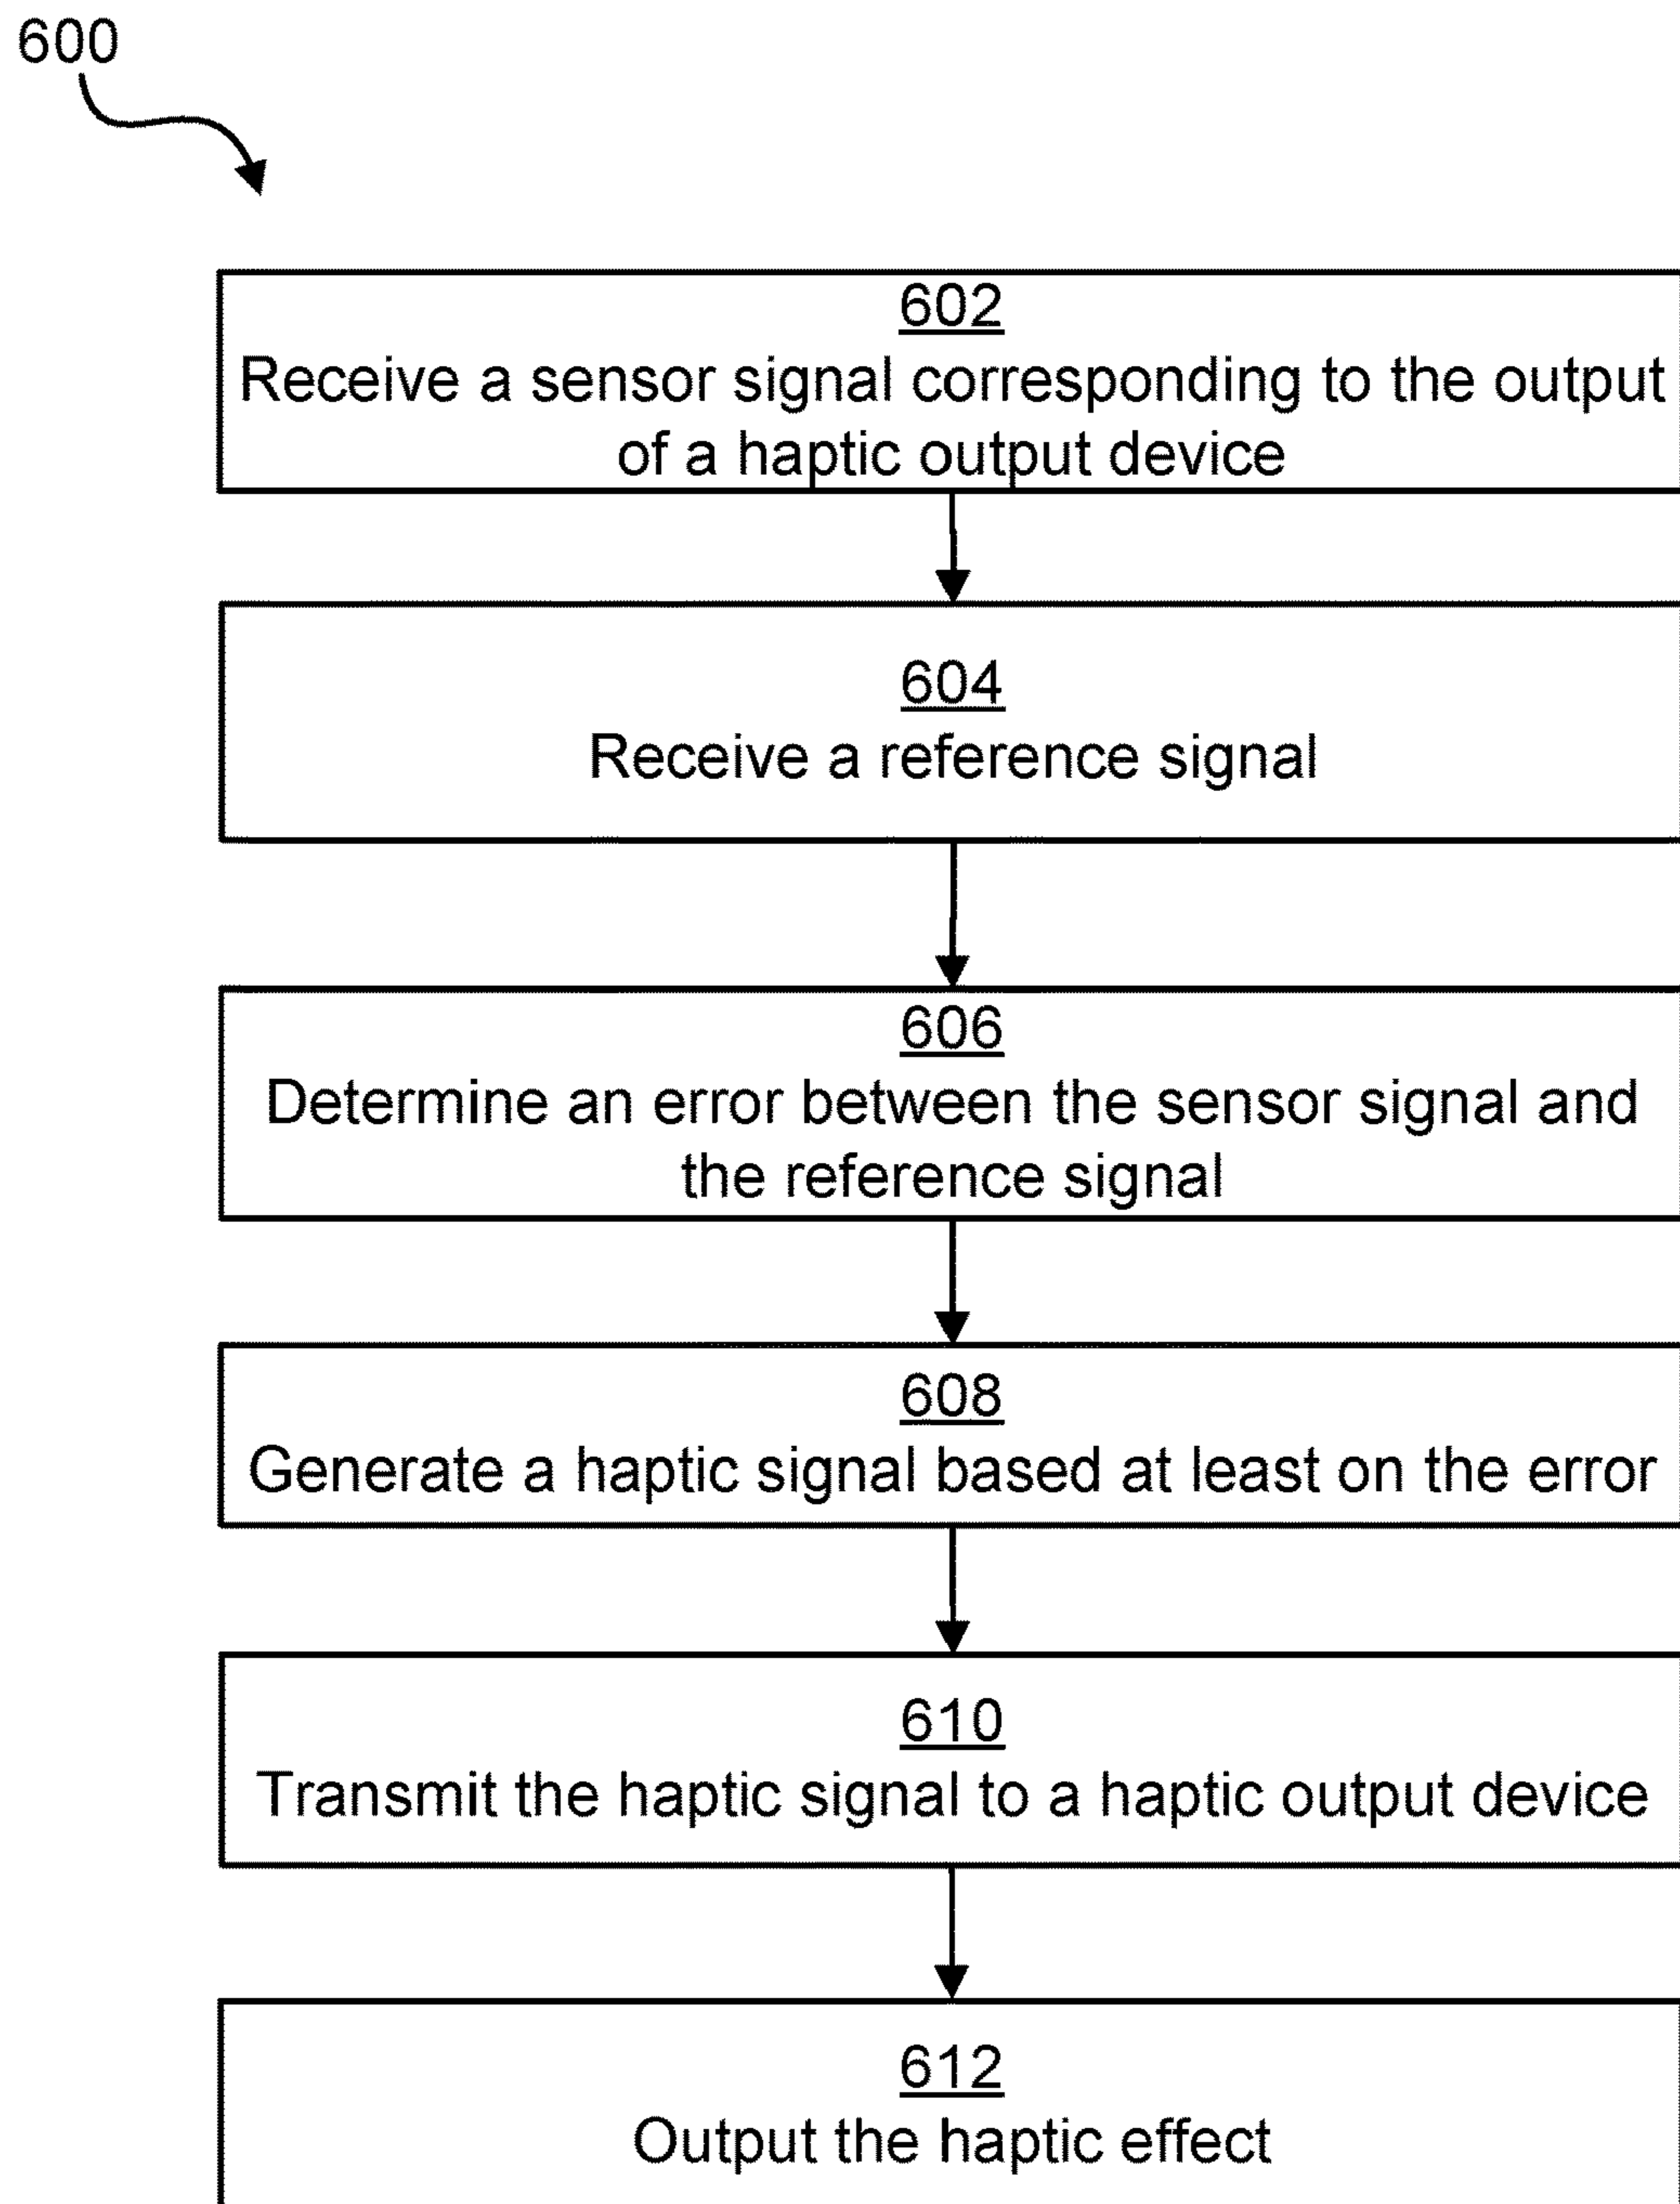 600
602
Receive a sensor signal corresponding to the output
of a haptic output device
604
Receive a reference signal
606
Determine an error between the sensor signal and
the reference signal
608
Generate a haptic signal based at least on the error
610
Transmit the haptic signal to a haptic output device
612
Output the haptic effect